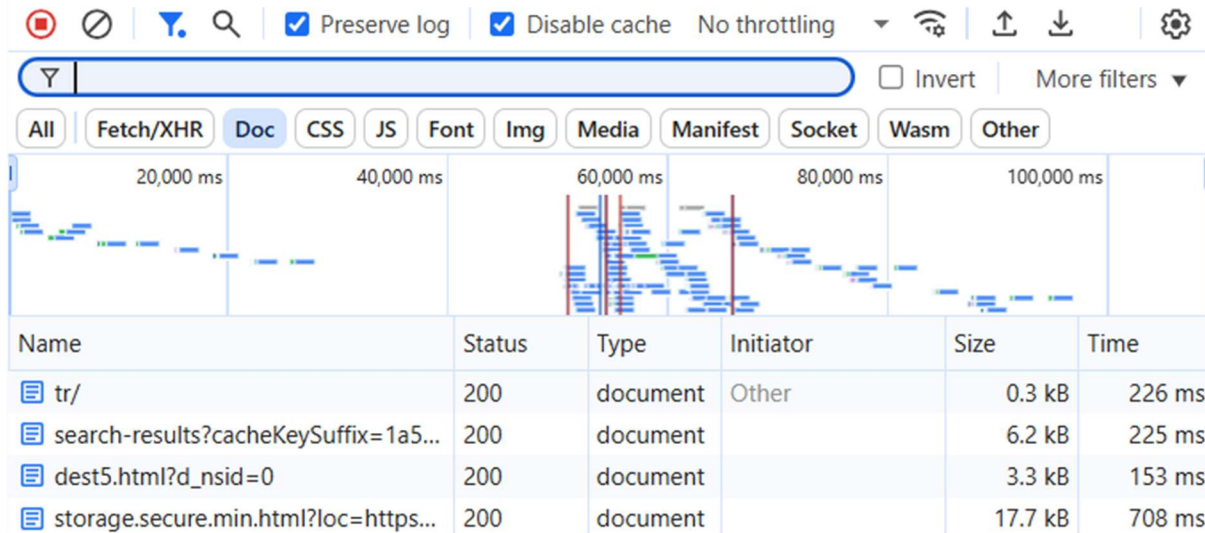 Preserve log Disable cache No throttling
Invert More filters
All Fetch/XHR Doc CSS JS Font Img Media Manifest Socket Wasm Other
20,000 ms 40,000 ms 60,000 ms 80,000 ms 100,000 ms
Name Status Type Initiator Size Time
tr/ 200 document Other 0.3 kB 226 ms
search-results?cacheKeySuffix=1a5... 200 document 6.2 kB 225 ms
dest5.html?d_nsid=0 200 document 3.3 kB 153 ms
storage.secure.min.html?loc=https... 200 document 17.7 kB 708 ms